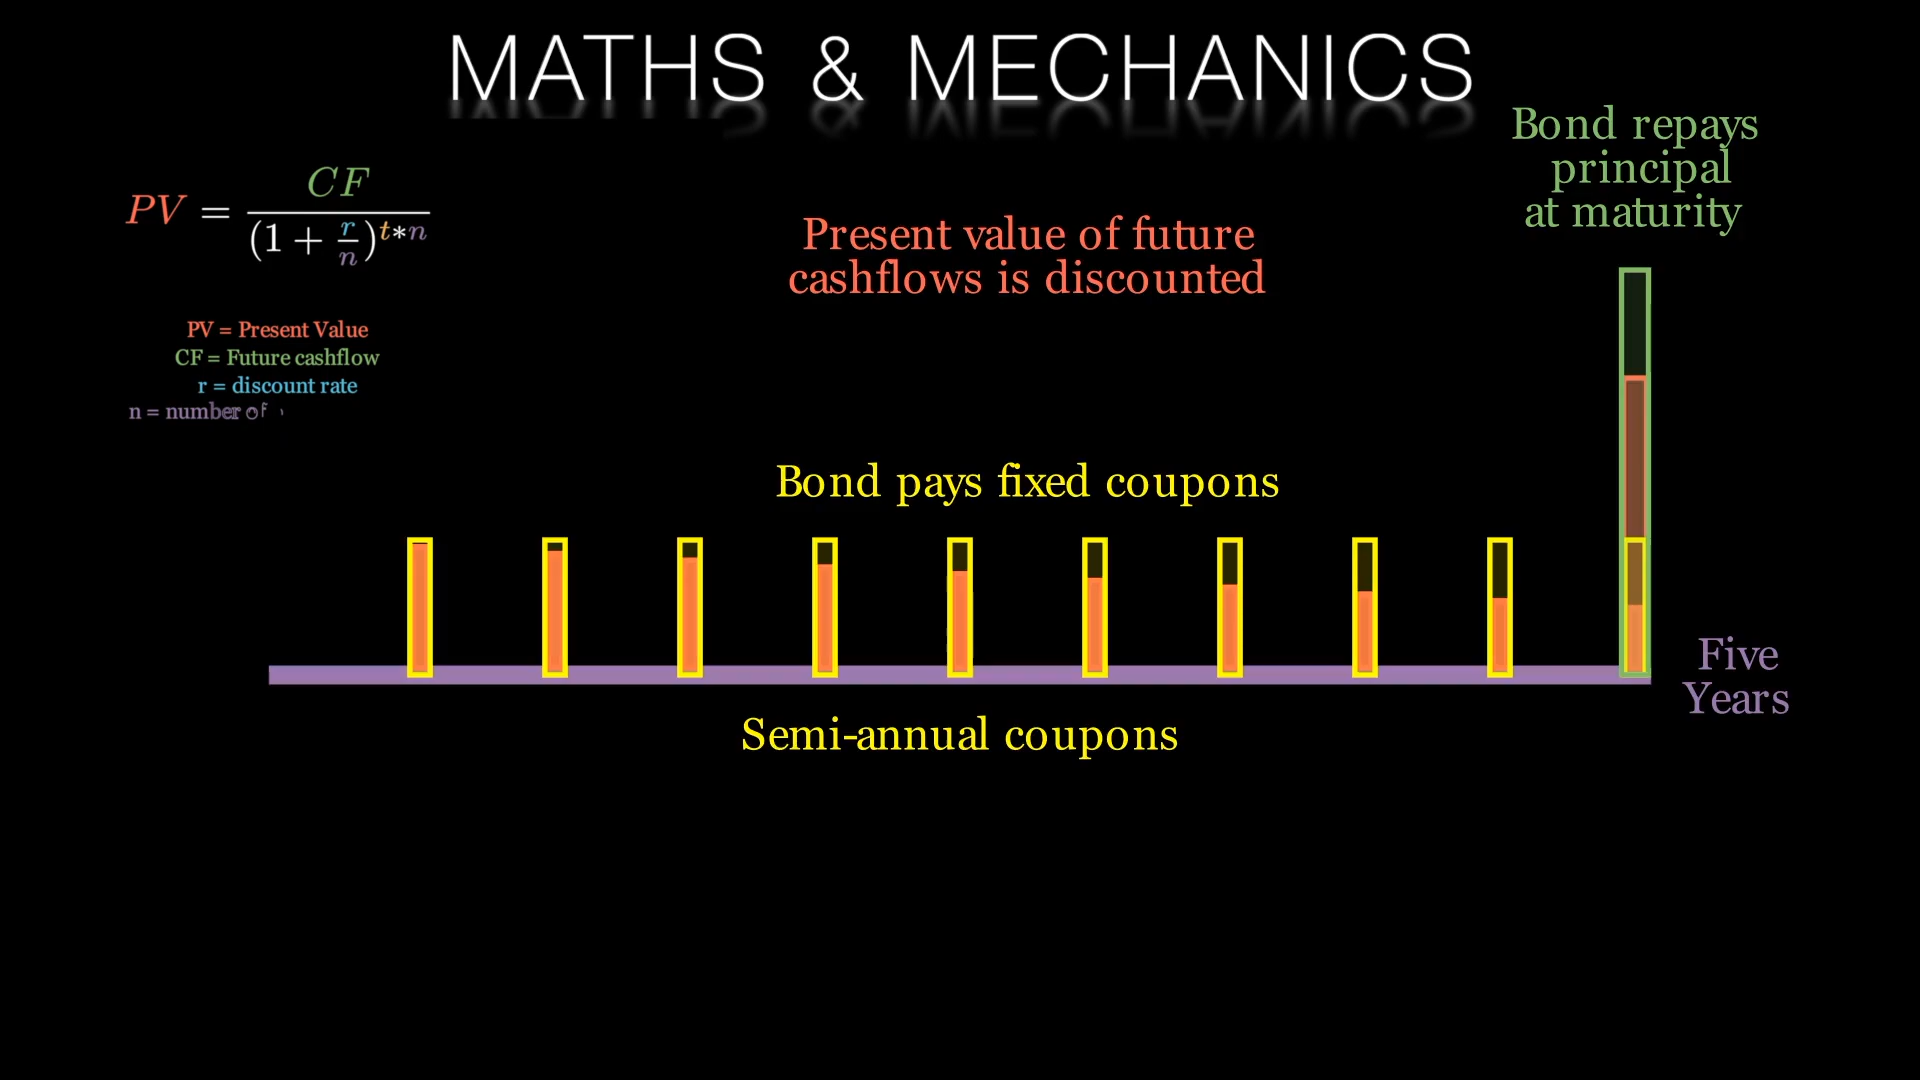 MATHS & MECHANICS
Bond repays
principal
at maturity
PV = CF / (1 + r/n)^t*n
Present value of future
cashflows is discounted
PV = Present Value
CF = Future cashflow
r = discount rate
n = number of
Bond pays fixed coupons
Five
Years
Semi-annual coupons